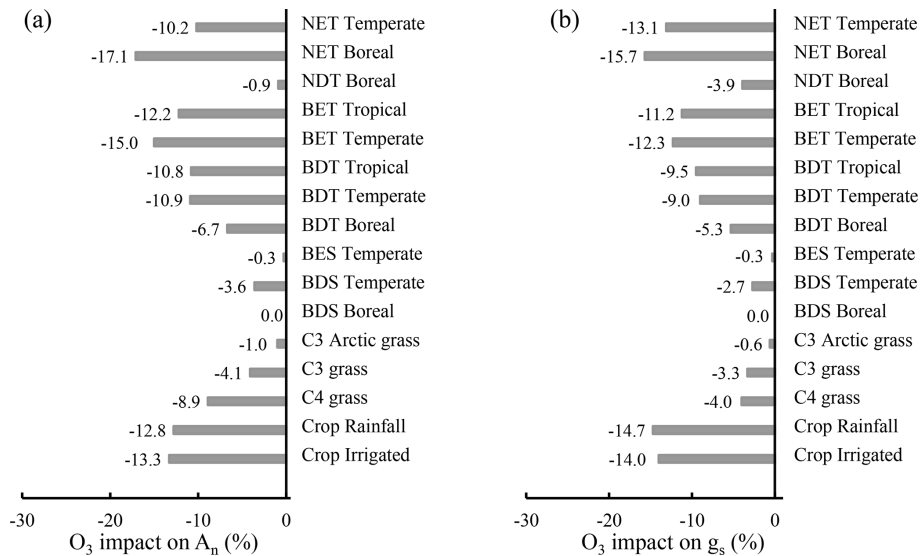 (a)
-10.2 NET Temperate
-17.1 NET Boreal
-0.9 NDT Boreal
-12.2 BET Tropical
-15.0 BET Temperate
-10.8 BDT Tropical
-10.9 BDT Temperate
-6.7 BDT Boreal
-0.3 BES Temperate
-3.6 BDS Temperate
0.0 BDS Boreal
-1.0 C3 Arctic grass
-4.1 C3 grass
-8.9 C4 grass
-12.8 Crop Rainfall
-13.3 Crop Irrigated
-30 -20 -10 0
O₃ impact on Aₙ (%)
(b)
-13.1 NET Temperate
-15.7 NET Boreal
-3.9 NDT Boreal
-11.2 BET Tropical
-12.3 BET Temperate
-9.5 BDT Tropical
-9.0 BDT Temperate
-5.3 BDT Boreal
-0.3 BES Temperate
-2.7 BDS Temperate
0.0 BDS Boreal
-0.6 C3 Arctic grass
-3.3 C3 grass
-4.0 C4 grass
-14.7 Crop Rainfall
-14.0 Crop Irrigated
-30 -20 -10 0
O₃ impact on gₛ (%)